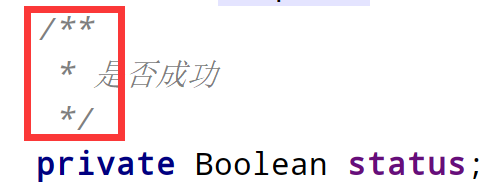 /**
* 是否成功
*/
private Boolean status;